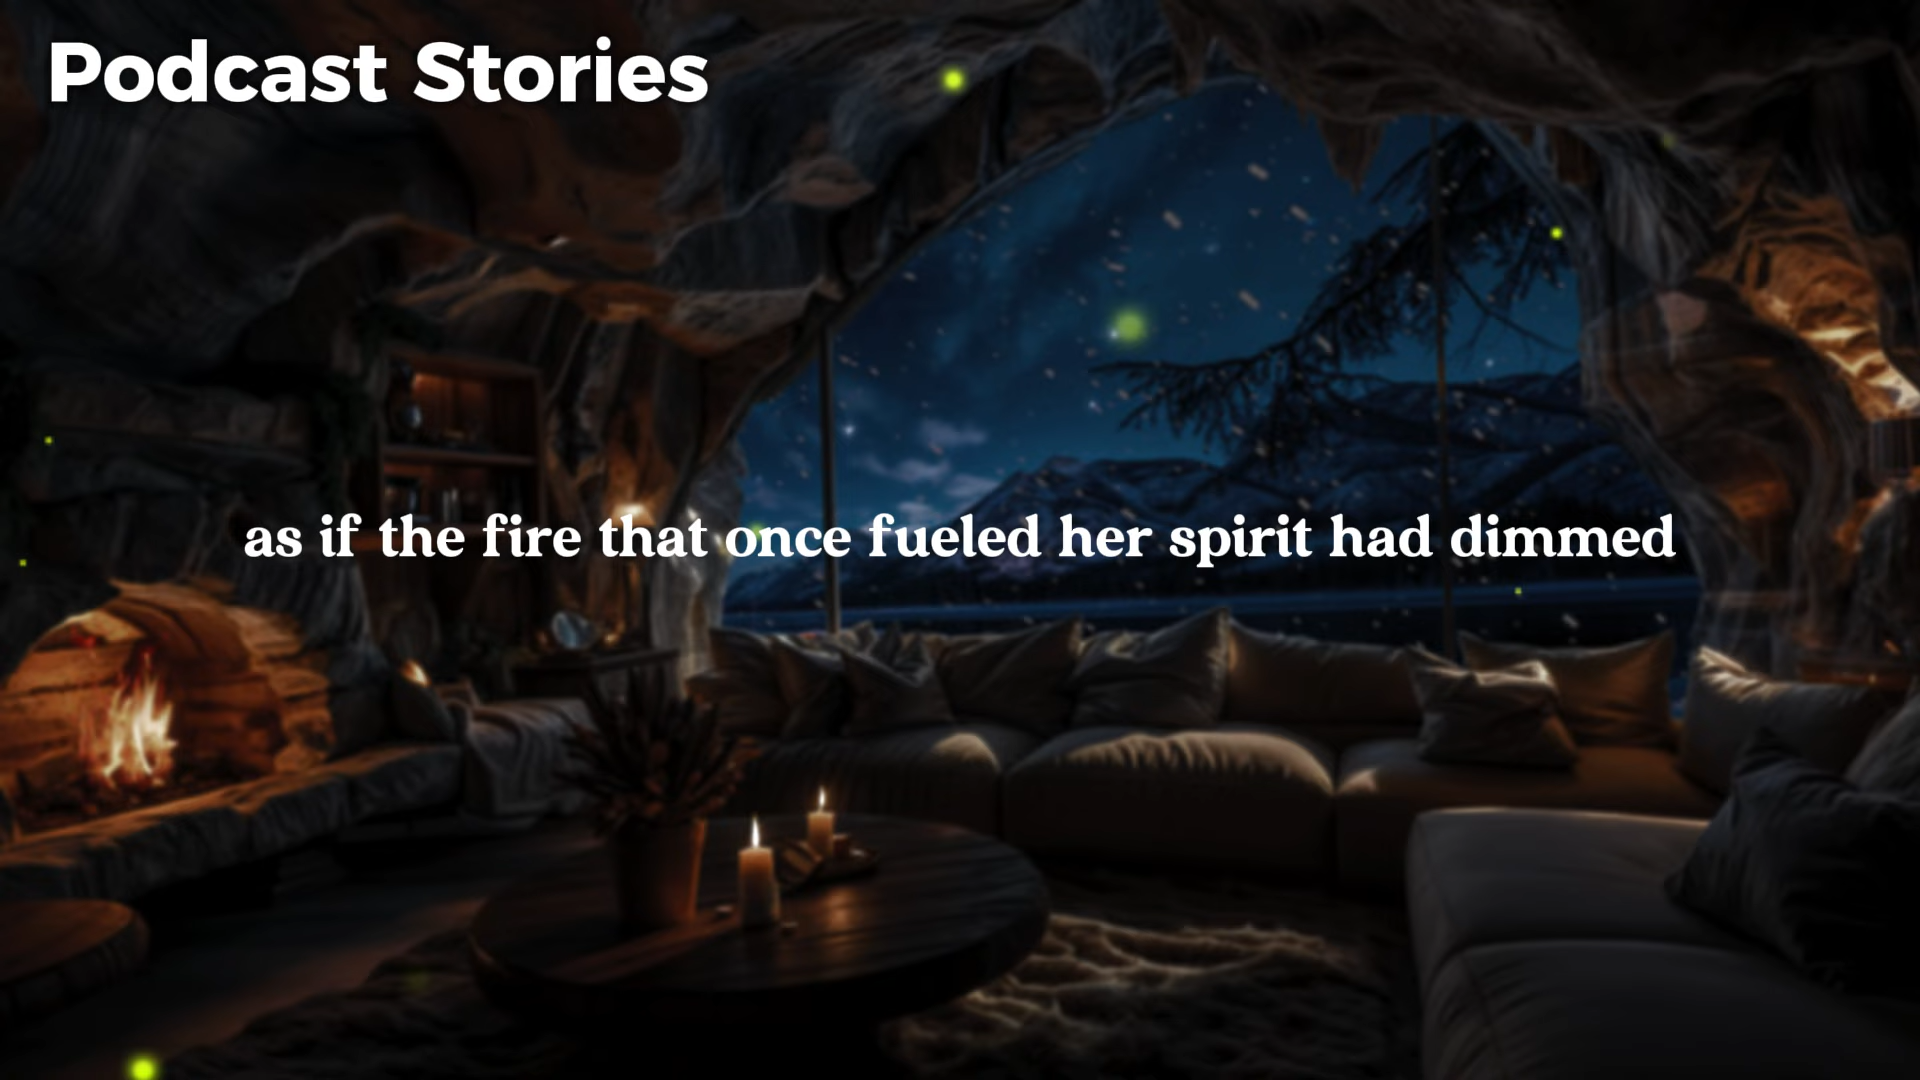 Podcast Stories
as if the fire that once fueled her spirit had dimmed